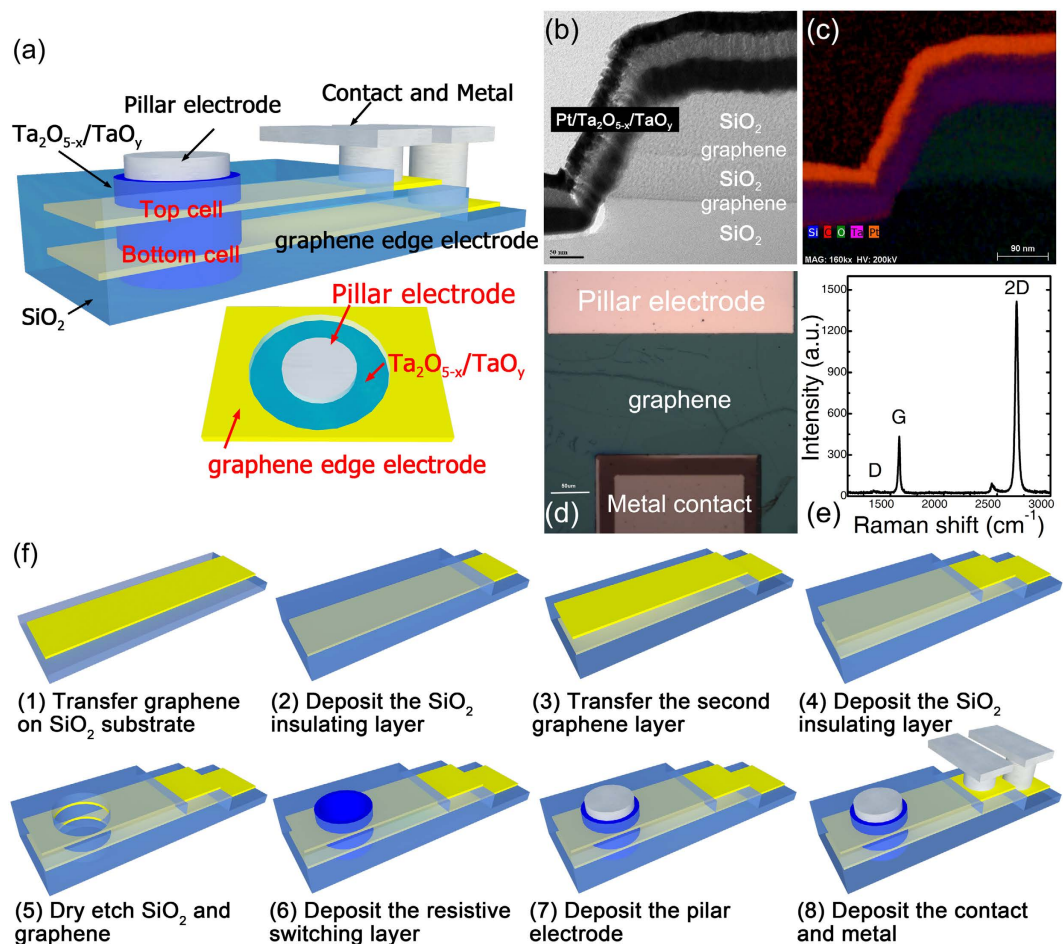 (a)
Pillar electrode
Contact and Metal
Ta₂O₅₋ₓ/TaOᵧ
Top cell
Bottom cell
graphene edge electrode
SiO₂
Pillar electrode
Ta₂O₅₋ₓ/TaOᵧ
graphene edge electrode
(b)
Pt/Ta₂O₅₋ₓ/TaOᵧ
SiO₂
graphene
SiO₂
graphene
SiO₂
50 nm
(c)
Si C O Ta Pt
MAG: 160kx HV: 200kV
90 nm
Pillar electrode
graphene
50um
Metal contact
(d)
Intensity (a.u.)
1500
1200
900
600
300
0
D
G
2D
1500 2000 2500 3000
(e)
Raman shift (cm⁻¹)
(f)
(1) Transfer graphene
on SiO₂ substrate
(2) Deposit the SiO₂
insulating layer
(3) Transfer the second
graphene layer
(4) Deposit the SiO₂
insulating layer
(5) Dry etch SiO₂ and
graphene
(6) Deposit the resistive
switching layer
(7) Deposit the pilar
electrode
(8) Deposit the contact
and metal